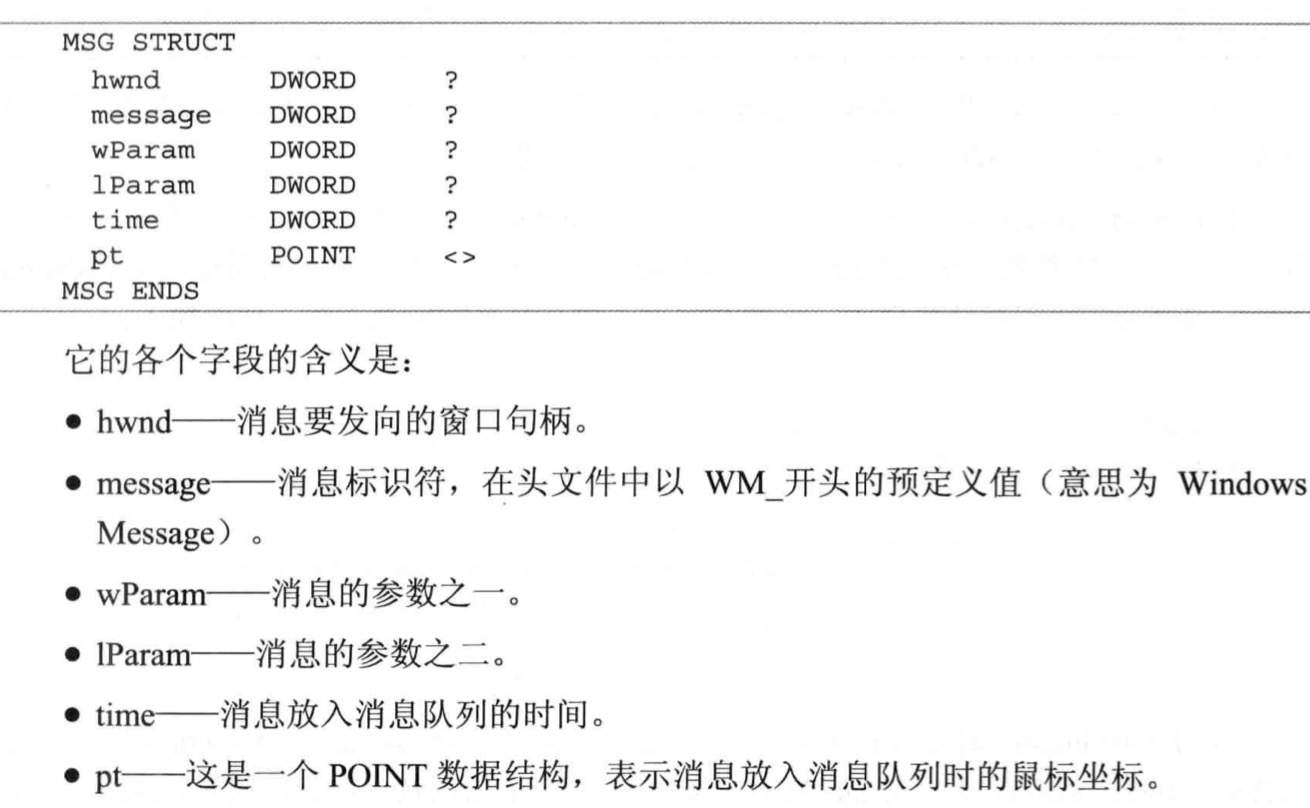 MSG STRUCT
hwnd DWORD ?
message DWORD ?
wParam DWORD ?
lParam DWORD ?
time DWORD ?
pt POINT <>
MSG ENDS
它的各个字段的含义是：
● hwnd——消息要发向的窗口句柄。
● message——消息标识符，在头文件中以 WM_开头的预定义值（意思为 Windows
Message）。
● wParam——消息的参数之一。
● lParam——消息的参数之二。
● time——消息放入消息队列的时间。
● pt——这是一个 POINT 数据结构，表示消息放入消息队列时的鼠标坐标。